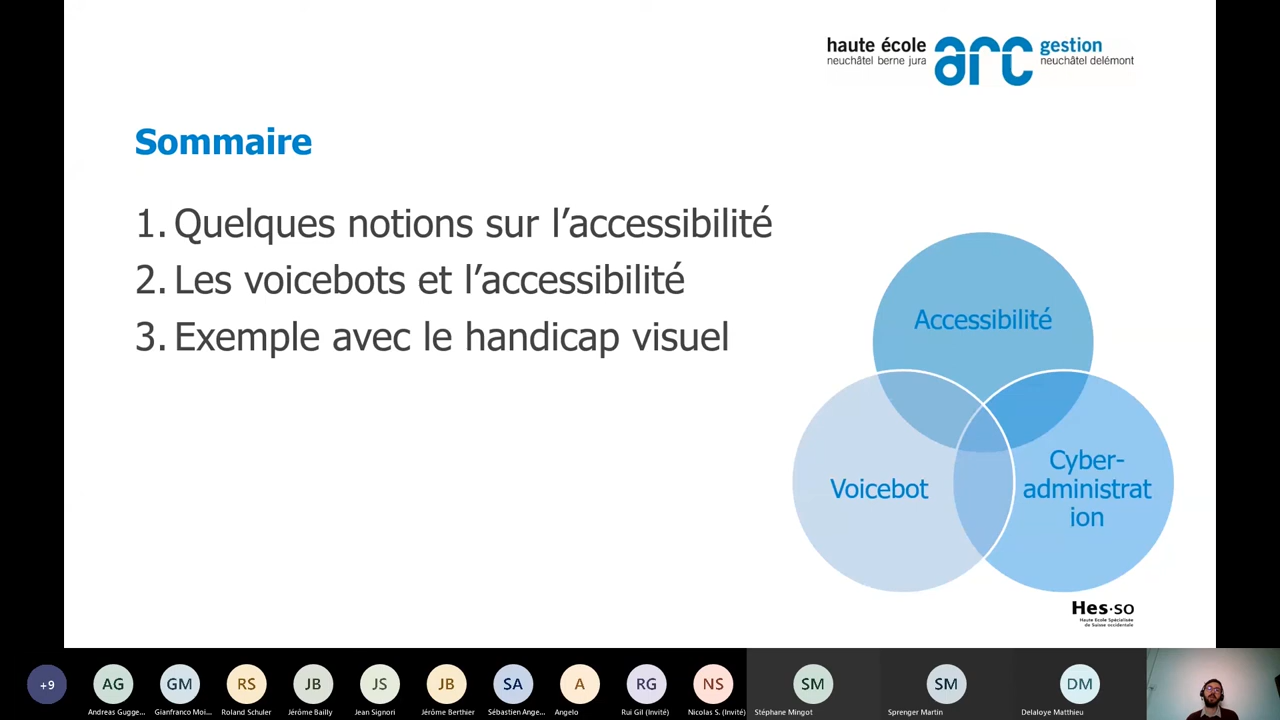 haute école
neuchâtel berne jura
arc
gestion
neuchâtel delémont
Sommaire
1. Quelques notions sur l’accessibilité
2. Les voicebots et l’accessibilité
3. Exemple avec le handicap visuel
Accessibilité
Voicebot
Cyber-
administrat
ion
Hes·so
Haute Ecole Spécialisée
de Suisse occidentale
+9
AG
GM
RS
JB
JS
JB
SA
A
RG
NS
SM
SM
DM
Andreas Gugge...
Gianfranco Moi...
Roland Schuler
Jérôme Bailly
Jean Signori
Jérôme Berthier
Sébastien Ange...
Angelo
Rui Gil (Invité)
Nicolas S. (Invité)
Stéphane Mingot
Sprenger Martin
Delaloye Matthieu